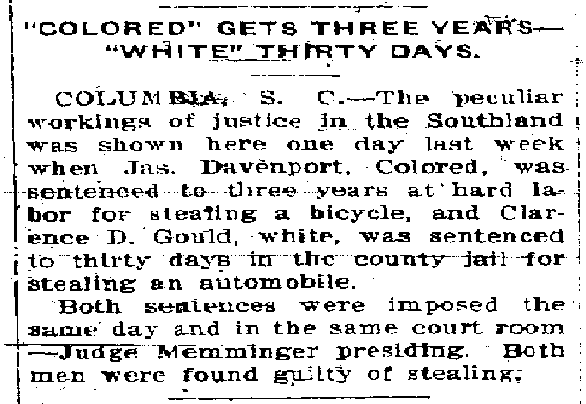 "COLORED" GETS THREE YEARS—
"WHITE" THIRTY DAYS.
COLUMBIA, S. C.—The peculiar
workings of justice in the Southland
was shown here one day last week
when Jas. Davenport, Colored, was
sentenced to three years at hard la-
bor for stealing a bicycle, and Clar-
ence D. Gould, white, was sentenced
to thirty days in the county jail for
stealing an automobile.
Both sentences were imposed the
same day and in the same court room
—Judge Memminger presiding. Both
men were found guilty of stealing.